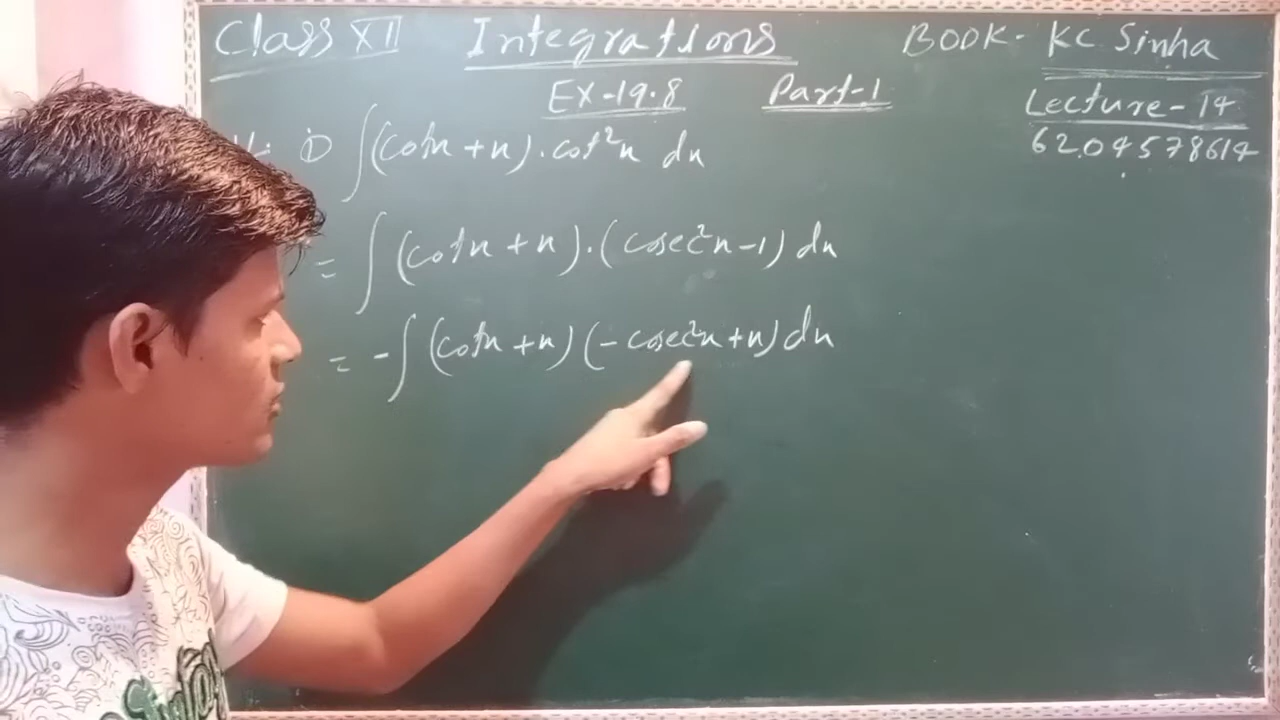 Class XII Integrations BOOK- KC Sinha
EX-19.8 Part-1 Lecture-14
6204578614
i) ∫(cotx + x).cot²x dx
= ∫(cotx + x).(cosec²x-1) dx
= -∫(cotx + x)(-cosec²x + x) dx